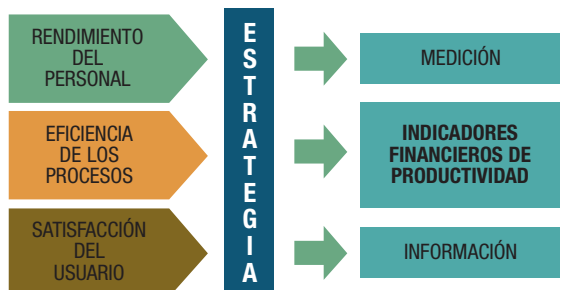 RENDIMIENTO
DEL
PERSONAL
EFICIENCIA
DE LOS
PROCESOS
SATISFACCIÓN
DEL
USUARIO
E
S
T
R
A
T
E
G
I
A
MEDICIÓN
INDICADORES
FINANCIEROS DE
PRODUCTIVIDAD
INFORMACIÓN